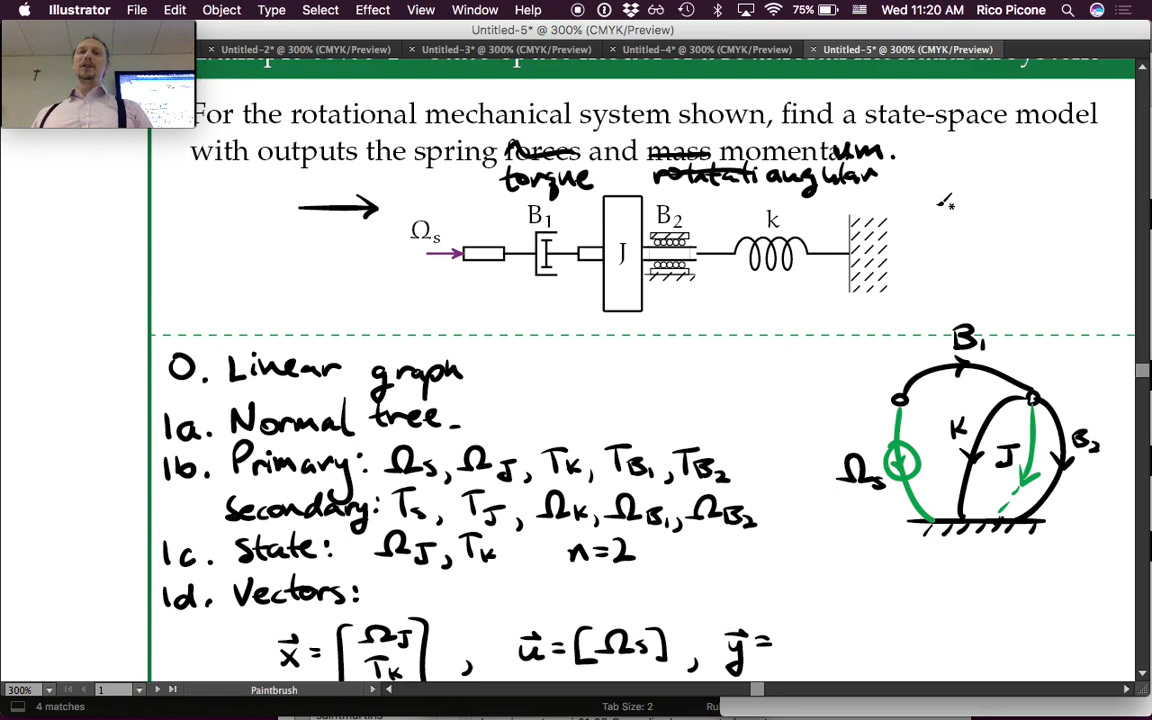 Illustrator File Edit Object Type Select Effect View Window Help 75% Wed 11:20 AM Rico Picone
Untitled-5* @ 300% (CMYK/Preview)
Untitled-2* @ 300% (CMYK/Preview) Untitled-3* @ 300% (CMYK/Preview) Untitled-4* @ 300% (CMYK/Preview) Untitled-5* @ 300% (CMYK/Preview)
For the rotational mechanical system shown, find a state-space model
with outputs the spring forces and mass momentaum.
torque rotatati angular
Ωs B1 J B2 k
B1
0. Linear graph
1a. Normal tree.
K J B2
Ωs
1b. Primary: Ωs, ΩJ, TK, TB1, TB2
secondary: Ts, TJ, ΩK, ΩB1, ΩB2
1c. State: ΩJ, TK n=2
1d. Vectors:
x = [ΩJ TK], u = [Ωs], y =
300% 1 Paintbrush
4 matches Tab Size: 2